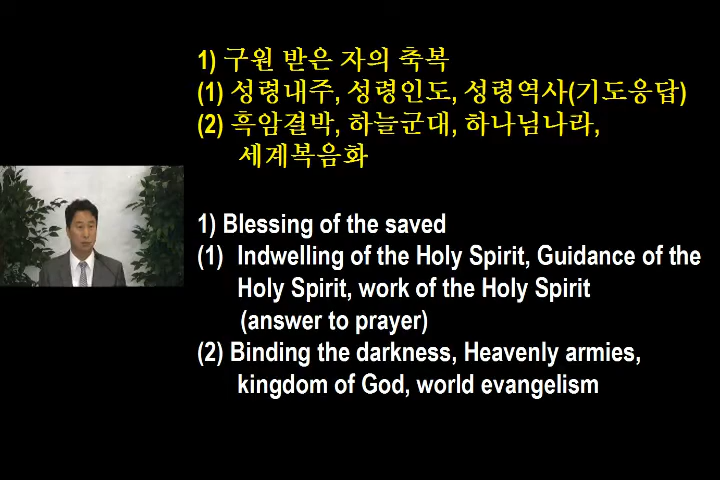 1) 구원 받은 자의 축복
(1) 성령내주, 성령인도, 성령역사(기도응답)
(2) 흑암결박, 하늘군대, 하나님나라,
세계복음화
1) Blessing of the saved
(1) Indwelling of the Holy Spirit, Guidance of the
Holy Spirit, work of the Holy Spirit
(answer to prayer)
(2) Binding the darkness, Heavenly armies,
kingdom of God, world evangelism